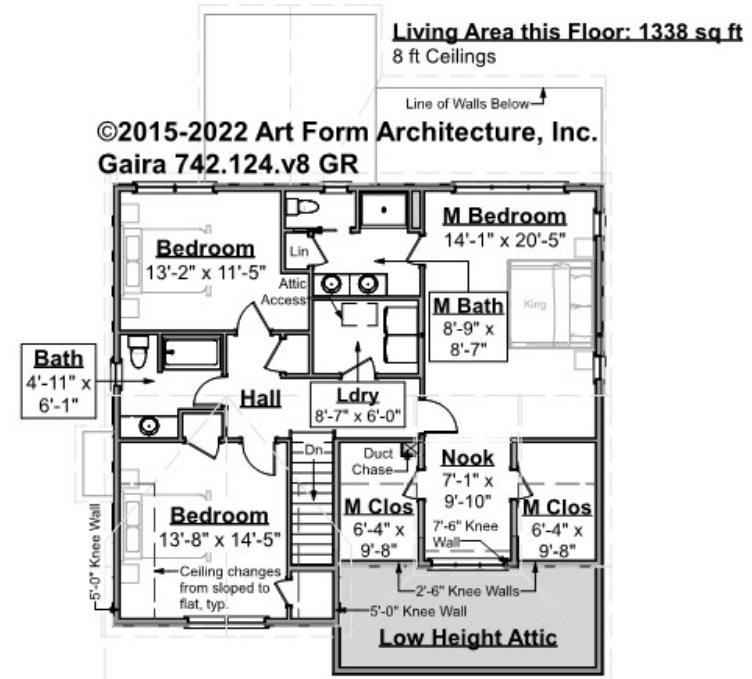 Living Area this Floor: 1338 sq ft
8 ft Ceilings
Line of Walls Below
©2015-2022 Art Form Architecture, Inc.
Gaira 742.124.v8 GR
Bedroom
13'-2" x 11'-5"
Lin
Attic
Access
M Bedroom
14'-1" x 20'-5"
King
M Bath
8'-9" x
8'-7"
Bath
4'-11" x
6'-1"
Hall
Ldry
8'-7" x 6'-0"
Dn
Duct
Chase
Nook
7'-1" x
9'-10"
7'-6" Knee
Wall
M Clos
6'-4" x
9'-8"
M Clos
6'-4" x
9'-8"
Bedroom
13'-8" x 14'-5"
Ceiling changes
from sloped to
flat, typ.
5'-0" Knee Wall
2'-6" Knee Walls
5'-0" Knee Wall
Low Height Attic